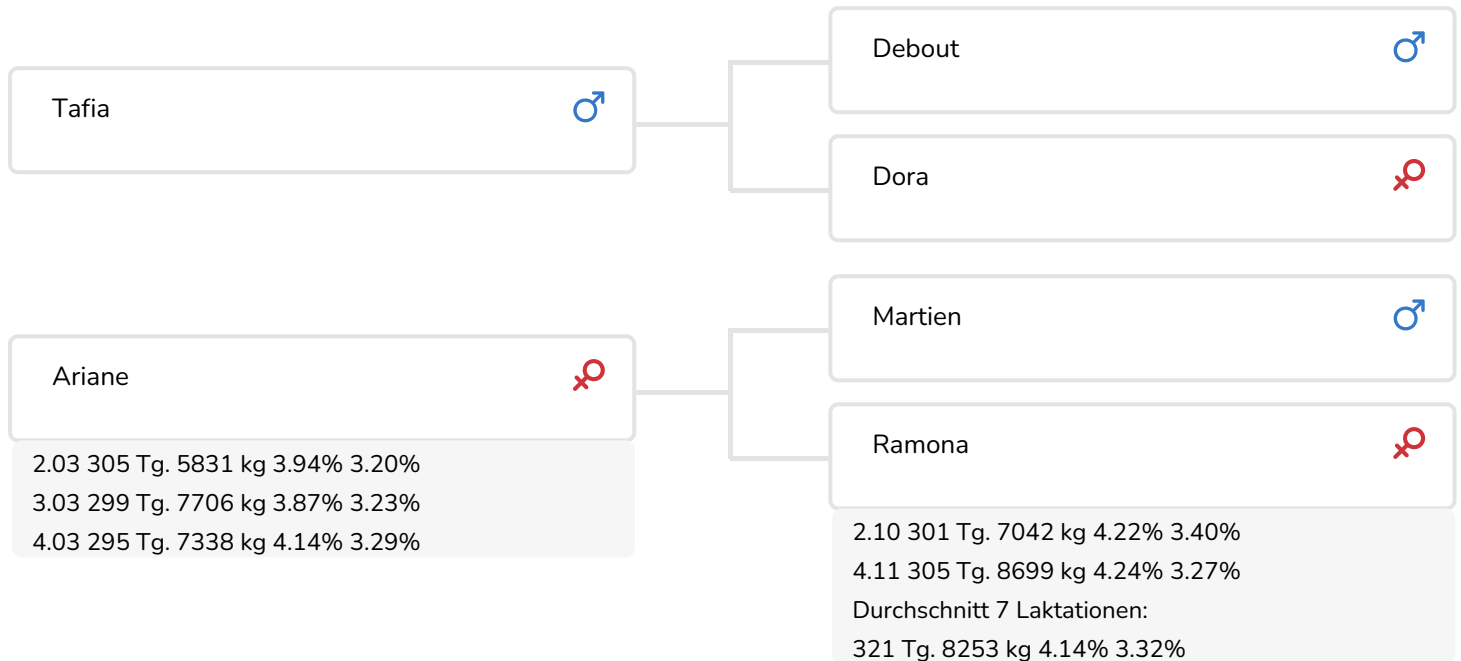 Tafia
Debout
Dora
Ariane
2.03 305 Tg. 5831 kg 3.94% 3.20%
3.03 299 Tg. 7706 kg 3.87% 3.23%
4.03 295 Tg. 7338 kg 4.14% 3.29%
Martien
Ramona
2.10 301 Tg. 7042 kg 4.22% 3.40%
4.11 305 Tg. 8699 kg 4.24% 3.27%
Durchschnitt 7 Laktationen:
321 Tg. 8253 kg 4.14% 3.32%